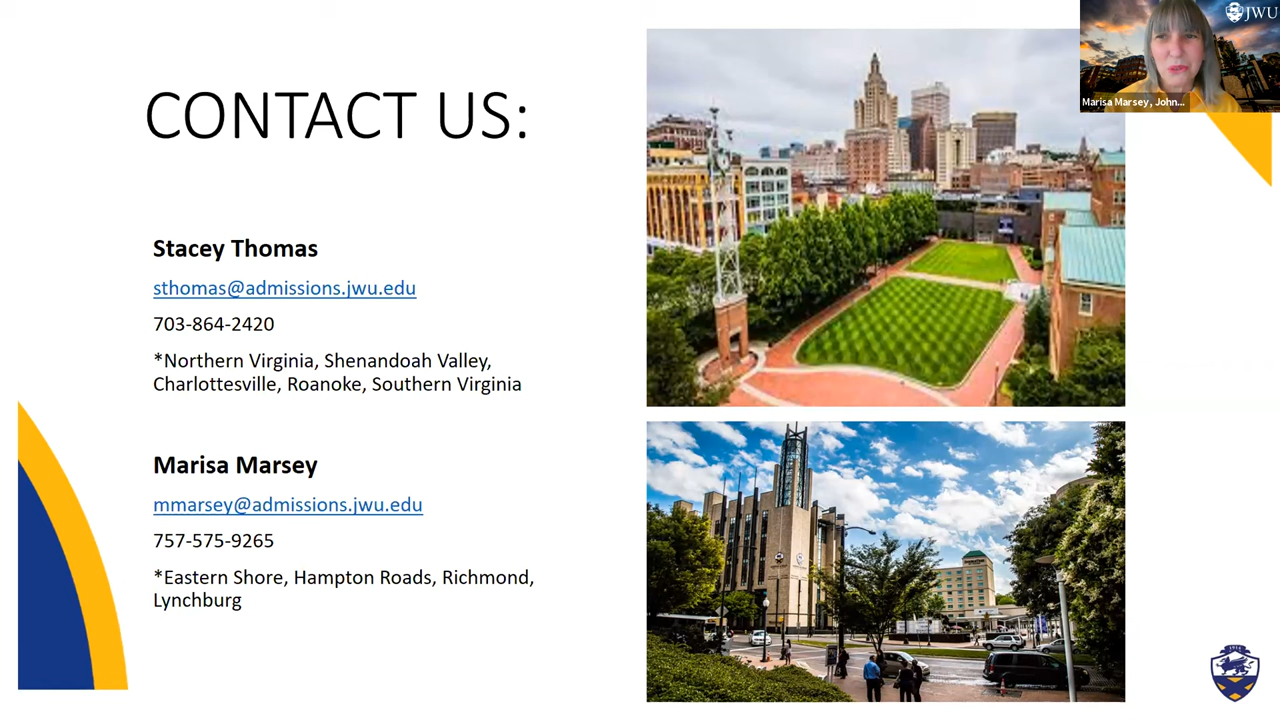 CONTACT US:
Stacey Thomas
sthomas@admissions.jwu.edu
703-864-2420
*Northern Virginia, Shenandoah Valley,
Charlottesville, Roanoke, Southern Virginia
Marisa Marsey
mmarsey@admissions.jwu.edu
757-575-9265
*Eastern Shore, Hampton Roads, Richmond,
Lynchburg
JWU
Marisa Marsey, John...
JWU